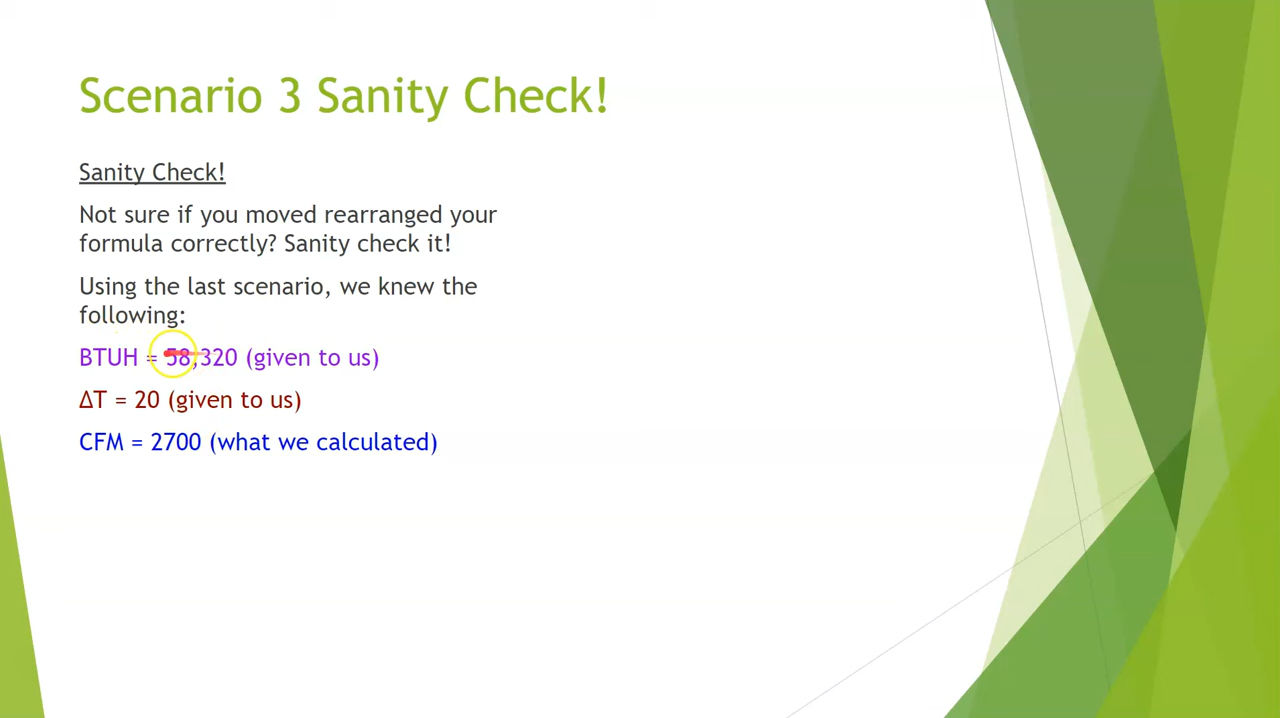 Scenario 3 Sanity Check!
Sanity Check!
Not sure if you moved rearranged your
formula correctly? Sanity check it!
Using the last scenario, we knew the
following:
BTUH = 58,320 (given to us)
ΔT = 20 (given to us)
CFM = 2700 (what we calculated)